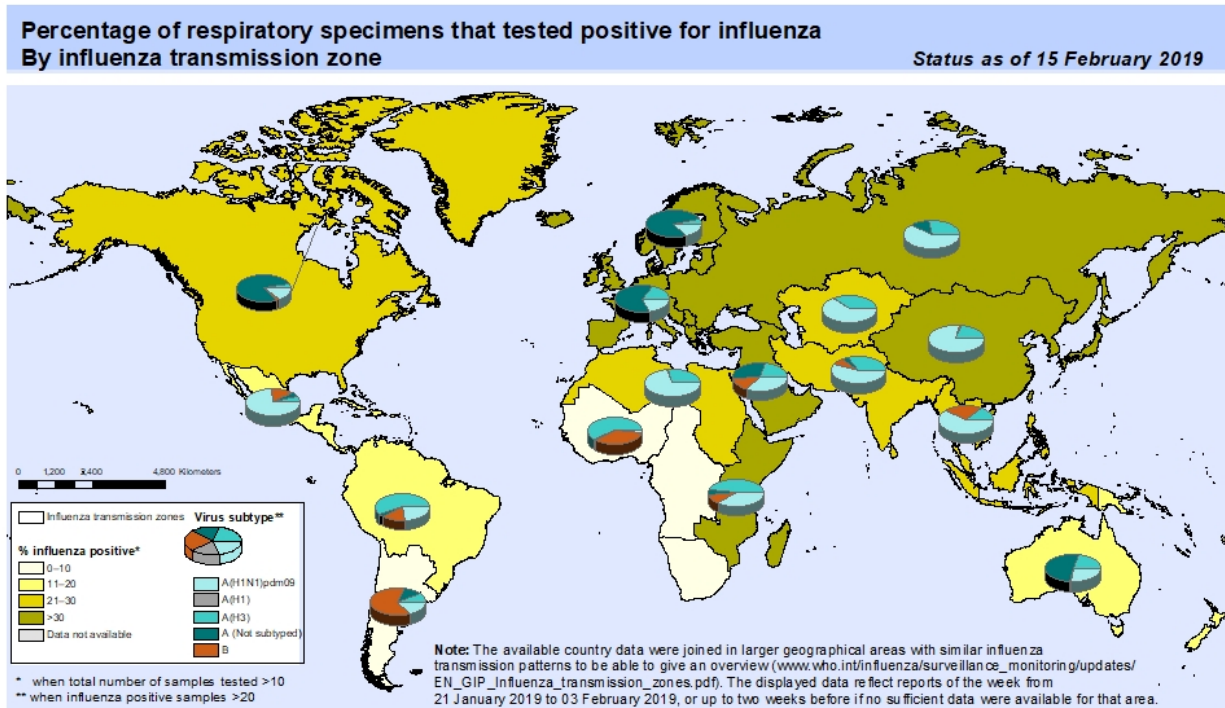 Percentage of respiratory specimens that tested positive for influenza
By influenza transmission zone
Status as of 15 February 2019
0 1,200 2,400 4,800 Kilometers
Influenza transmission zones
% influenza positive*
0–10
11–20
21–30
>30
Data not available
Virus subtype**
A(H1N1)pdm09
A(H1)
A(H3)
A (Not subtyped)
B
* when total number of samples tested >10
** when influenza positive samples >20
Note: The available country data were joined in larger geographical areas with similar influenza
transmission patterns to be able to give an overview (www.who.int/influenza/surveillance_monitoring/updates/
EN_GIP_Influenza_transmission_zones.pdf). The displayed data reflect reports of the week from
21 January 2019 to 03 February 2019, or up to two weeks before if no sufficient data were available for that area.